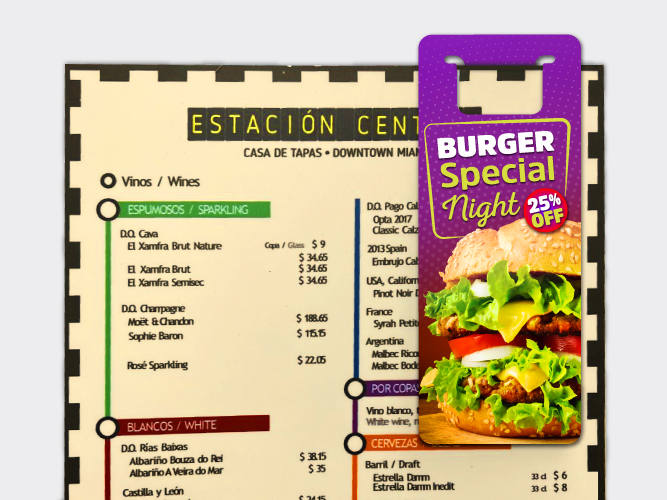 ESTACIÓN CENT
CASA DE TAPAS • DOWNTOWN MIAM
Vinos / Wines
ESPUMOSOS / SPARKLING
D.O. Cava
El Xamfra Brut Nature Copa / Glass $ 9
$ 34.65
El Xamfra Brut $ 34.65
El Xamfra Semisec $ 34.65
D.O. Champagne
Moët & Chandon $ 188.65
Sophie Baron $ 115.15
Rosé Sparkling $ 22.05
BLANCOS / WHITE
D.O. Rías Baixas
Albariño Bouza do Rei $ 38.15
Albariño A Veira do Mar $ 35
Castilla y León
$ 24.15
D.O. Pago Cal
Opta 2017
Classic Calz
2013 Spain
Embrujo Cal
USA, Californ
Pinot Noir D
France
Syrah Petit
Argentina
Malbec Rico
Malbec Bod
POR COPAS
Vino blanco, t
White wine, r
CERVEZAS
Barril / Draft
Estrella Damm 33 cl $ 6
Estrella Damm Inedit 33 cl $ 8
BURGER
Special
Night
25%
OFF